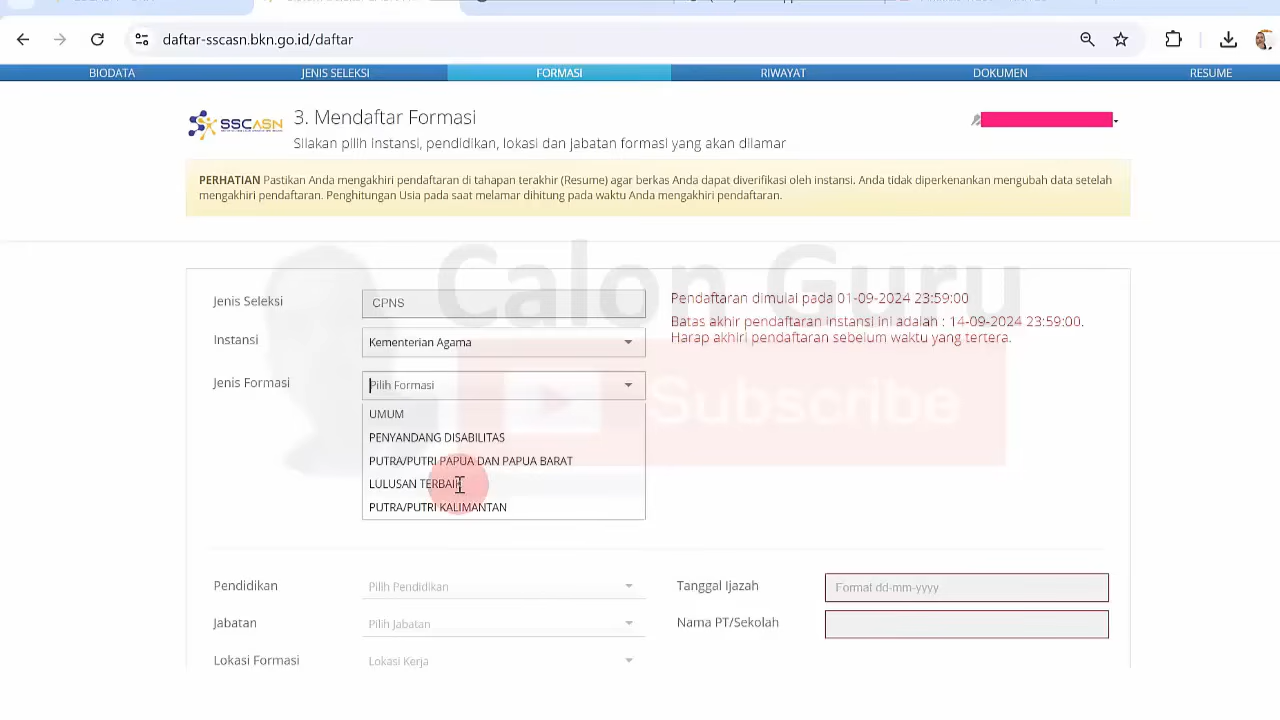 daftar-sscasn.bkn.go.id/daftar
BIODATA JENIS SELEKSI FORMASI RIWAYAT DOKUMEN RESUME
SSCASN
3. Mendaftar Formasi
Silakan pilih instansi, pendidikan, lokasi dan jabatan formasi yang akan dilamar
PERHATIAN Pastikan Anda mengakhiri pendaftaran di tahapan terakhir (Resume) agar berkas Anda dapat diverifikasi oleh instansi. Anda tidak diperkenankan mengubah data setelah
mengakhiri pendaftaran. Penghitungan Usia pada saat melamar dihitung pada waktu Anda mengakhiri pendaftaran.
Calon Guru
Jenis Seleksi CPNS
Pendaftaran dimulai pada 01-09-2024 23:59:00
Batas akhir pendaftaran instansi ini adalah : 14-09-2024 23:59:00.
Harap akhiri pendaftaran sebelum waktu yang tertera.
Instansi Kementerian Agama
Jenis Formasi Pilih Formasi
Subscribe
UMUM
PENYANDANG DISABILITAS
PUTRA/PUTRI PAPUA DAN PAPUA BARAT
LULUSAN TERBAIK
PUTRA/PUTRI KALIMANTAN
Pendidikan Pilih Pendidikan Tanggal Ijazah Format dd-mm-yyyy
Jabatan Pilih Jabatan Nama PT/Sekolah
Lokasi Formasi Lokasi Kerja